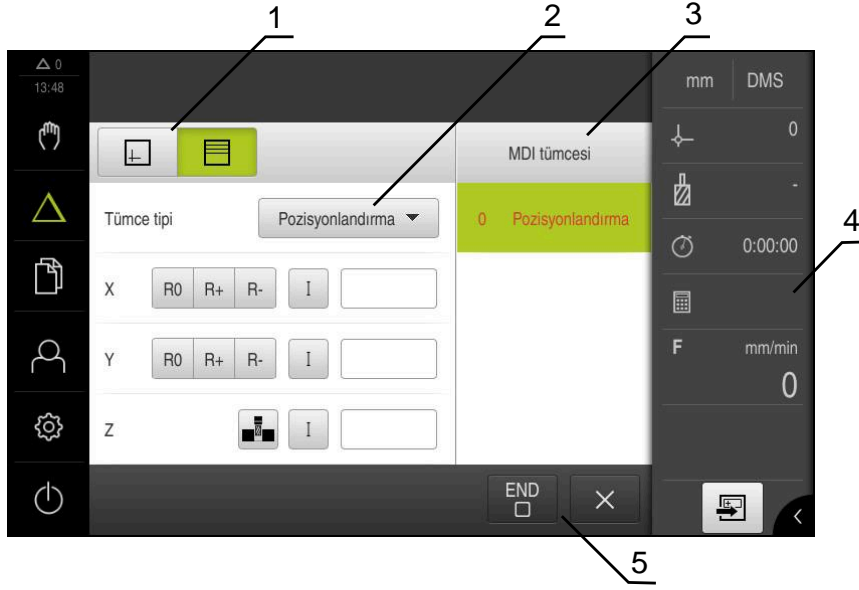 1
2
3
0
13:48
mm
DMS
0
MDI tümcesi
-
Tümce tipi
Pozisyonlandırma
0
Pozisyonlandırma
4
0:00:00
X
R0
R+
R-
I
Y
R0
R+
R-
I
F
mm/min
0
Z
I
END
5